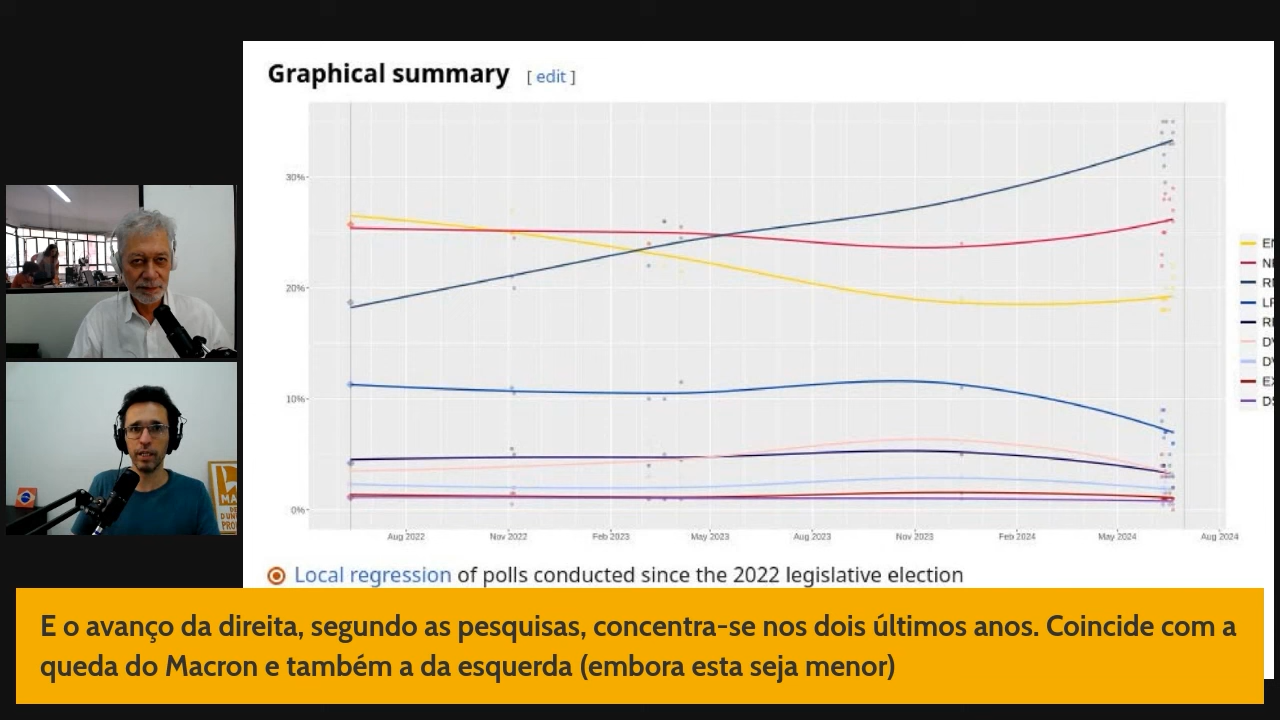 Graphical summary [ edit ]
30%
20%
10%
0%
Aug 2022 Nov 2022 Feb 2023 May 2023 Aug 2023 Nov 2023 Feb 2024 May 2024 Aug 2024
Local regression of polls conducted since the 2022 legislative election
E o avanço da direita, segundo as pesquisas, concentra-se nos dois últimos anos. Coincide com a
queda do Macron e também a da esquerda (embora esta seja menor)